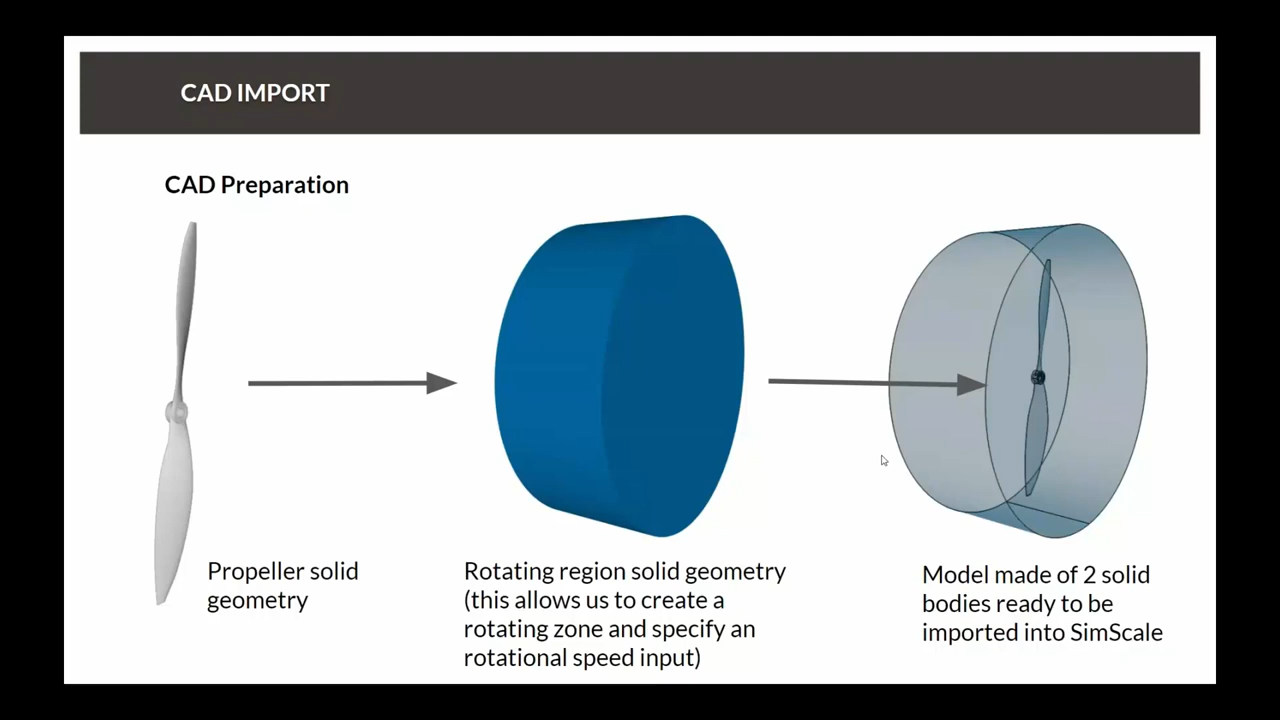 CAD IMPORT
CAD Preparation
Propeller solid
geometry
Rotating region solid geometry
(this allows us to create a
rotating zone and specify an
rotational speed input)
Model made of 2 solid
bodies ready to be
imported into SimScale